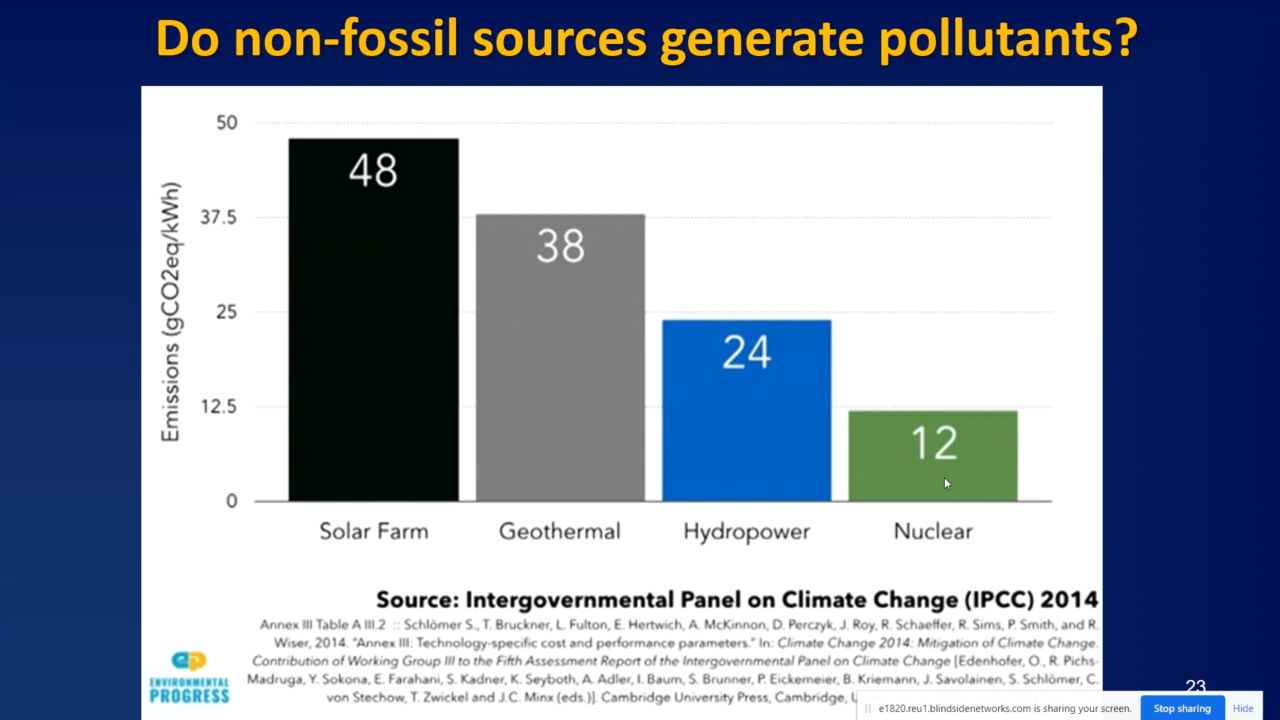 Do non-fossil sources generate pollutants?
Emissions (gCO2eq/kWh)
50
37.5
25
12.5
0
48
38
24
12
Solar Farm
Geothermal
Hydropower
Nuclear
Source: Intergovernmental Panel on Climate Change (IPCC) 2014
Annex III Table A III.2 :: Schlömer S., T. Bruckner, L. Fulton, E. Hertwich, A. McKinnon, D. Perczyk, J. Roy, R. Schaeffer, R. Sims, P. Smith, and R.
Wiser, 2014. "Annex III: Technology-specific cost and performance parameters." In: Climate Change 2014: Mitigation of Climate Change.
Contribution of Working Group III to the Fifth Assessment Report of the Intergovernmental Panel on Climate Change [Edenhofer, O., R. Pichs-
Madruga, Y. Sokona, E. Farahani, S. Kadner, K. Seyboth, A. Adler, I. Baum, S. Brunner, P. Eickemeier, B. Kriemann, J. Savolainen, S. Schlömer, C.
von Stechow, T. Zwickel and J.C. Minx (eds.)]. Cambridge University Press, Cambridge,
ENVIRONMENTAL
PROGRESS
23
e1820.reu1.blindsidenetworks.com is sharing your screen.
Stop sharing
Hide